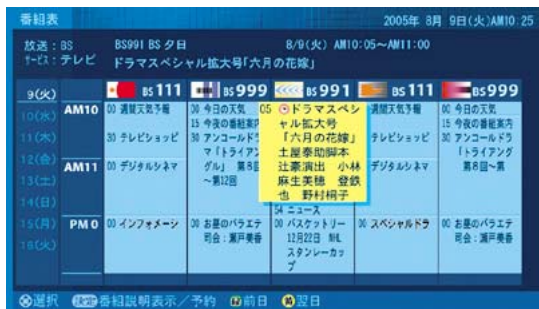 番組表 2005年 8月 9日(火)AM10:25
放送：BS BS991 BS 夕日 8/9(火) AM10:05〜AM11:00
サービス：テレビ ドラマスペシャル拡大号「六月の花嫁」
9(火) BS111 BS999 BS991 BS111 BS999
10(水)
11(木)
12(金)
13(土)
14(日)
15(月)
16(火)
AM10
AM11
PM 0
00 週間天気予報
30 テレビショッピ
00 デジタルシネマ
00 インフォメーシ
00 今日の天気
15 今夜の番組案内
30 アンコールドラ
マ「トライアン
グル」 第8回
〜第12回
00 お昼のバラエテ
司会：瀬戸美香
05 ドラマスペシ
ャル拡大号
「六月の花嫁」
土屋泰助脚本
辻豪演出 小林
麻生美穂 登鉄
也 野村桐子
54 ニュース
00 バスケットリー
12月22日 NHL
スタンレーカッ
プ
週間天気予報
テレビショッピ
デジタルシネマ
00 スペシャルドラ
00 今日の天気
15 今夜の番組案内
30 アンコールドラ
「トライアング
第8回〜第
00 お昼のバラエテ
司会：瀬戸美香
選択 決定 番組説明表示／予約 緑 前日 黄 翌日